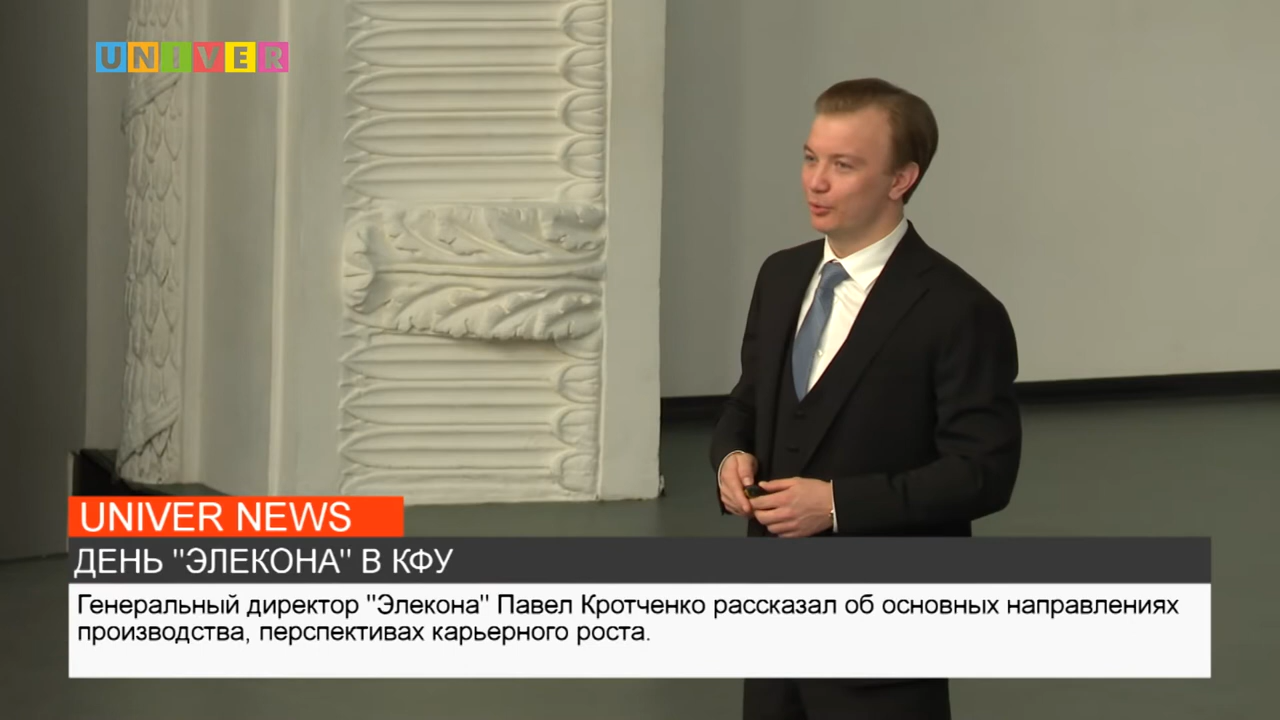 UNIVER
UNIVER NEWS
ДЕНЬ "ЭЛЕКОНА" В КФУ
Генеральный директор "Элекона" Павел Кротченко рассказал об основных направлениях
производства, перспективах карьерного роста.